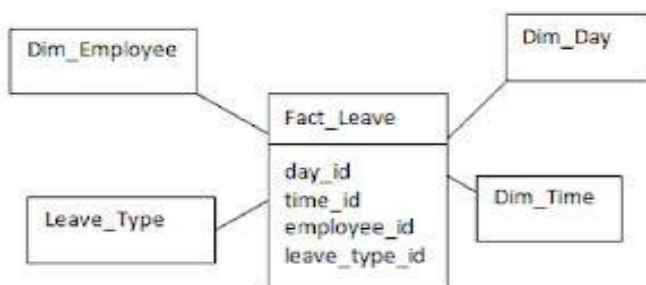 Dim_Employee
Dim_Day
Fact_Leave
day_id
time_id
employee_id
leave_type_id
Leave_Type
Dim_Time